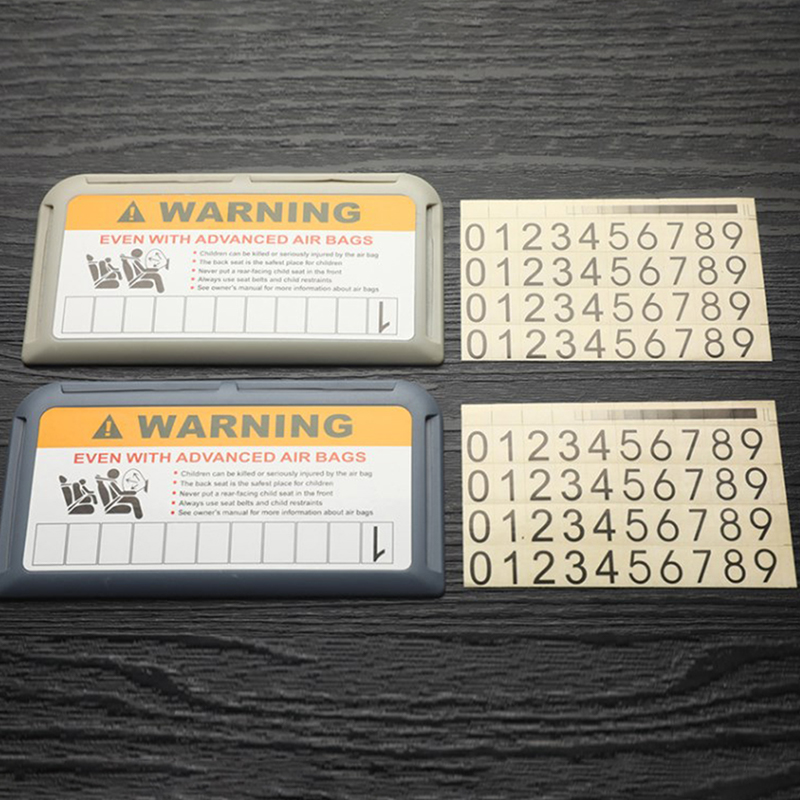 WARNING
EVEN WITH ADVANCED AIR BAGS
Children can be killed or seriously injured by the air bag
The back seat is the safest place for children
Never put a rear-facing child seat in the front
Always use seat belts and child restraints
See owner's manual for more information about air bags
0123456789
0123456789
0123456789
0123456789
WARNING
EVEN WITH ADVANCED AIR BAGS
Children can be killed or seriously injured by the air bag
The back seat is the safest place for children
Never put a rear-facing child seat in the front
Always use seat belts and child restraints
See owner's manual for more information about air bags
0123456789
0123456789
0123456789
0123456789